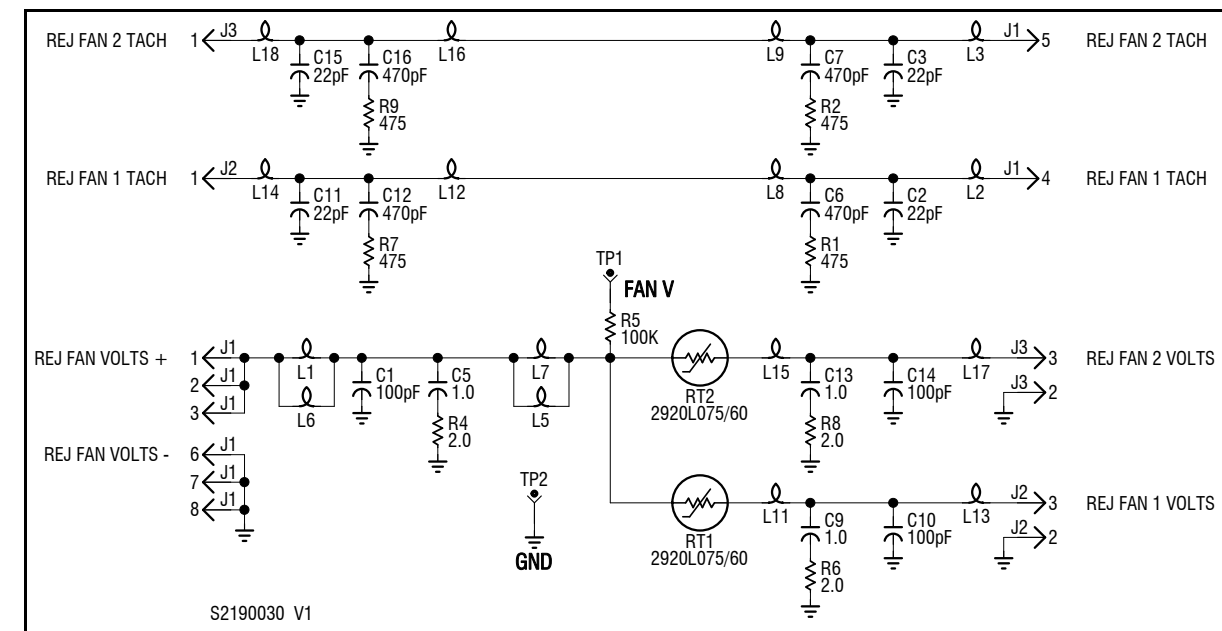 REJ FAN 2 TACH 1 J3 L18 C15 22pF C16 470pF R9 475 L16 L9 C7 470pF R2 475 C3 22pF L3 J1 5 REJ FAN 2 TACH
REJ FAN 1 TACH 1 J2 L14 C11 22pF C12 470pF R7 475 L12 L8 C6 470pF R1 475 C2 22pF L2 J1 4 REJ FAN 1 TACH
TP1
FAN V
R5
100K
REJ FAN VOLTS + 1 J1 L1 C1 100pF C5 1.0 R4 2.0 L7 RT2 2920L075/60 L15 C13 1.0 R8 2.0 C14 100pF L17 J3 3 REJ FAN 2 VOLTS
2 J1 L6 L5 J3 2
3 J1
REJ FAN VOLTS - 6 J1
7 J1
8 J1
TP2
GND
RT1 2920L075/60 L11 C9 1.0 R6 2.0 C10 100pF L13 J2 3 REJ FAN 1 VOLTS
J2 2
S2190030 V1